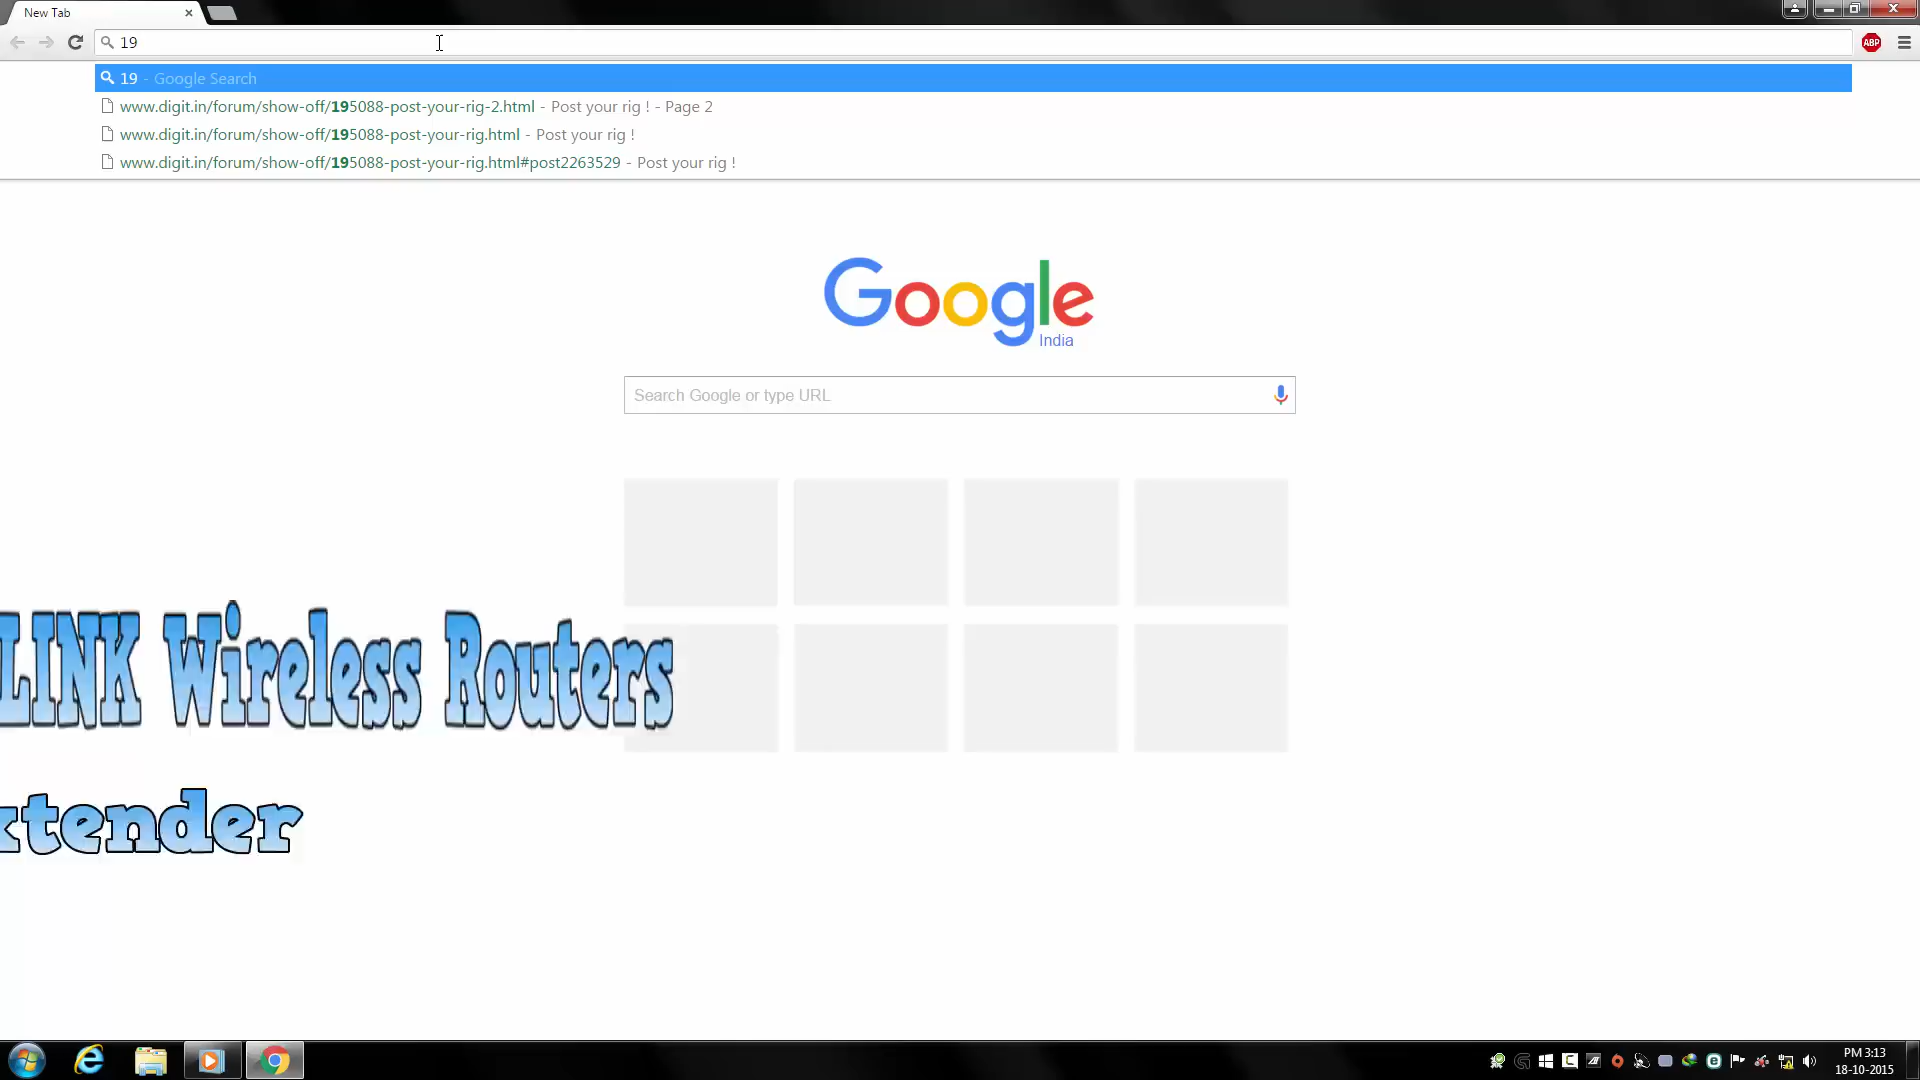 New Tab
19
19 - Google Search
www.digit.in/forum/show-off/195088-post-your-rig-2.html - Post your rig ! - Page 2
www.digit.in/forum/show-off/195088-post-your-rig.html - Post your rig !
www.digit.in/forum/show-off/195088-post-your-rig.html#post2263529 - Post your rig !
ABP
Google
India
Search Google or type URL
LINK Wireless Routers
xtender
PM 3:13
18-10-2015